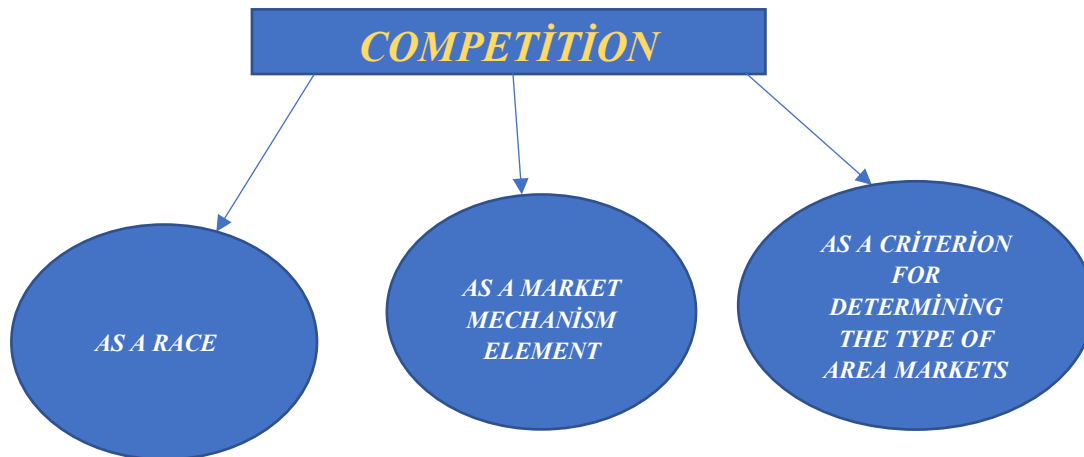 COMPETİTİON
AS A RACE
AS A MARKET
MECHANİSM
ELEMENT
AS A CRİTERİON
FOR
DETERMİNİNG
THE TYPE OF
AREA MARKETS